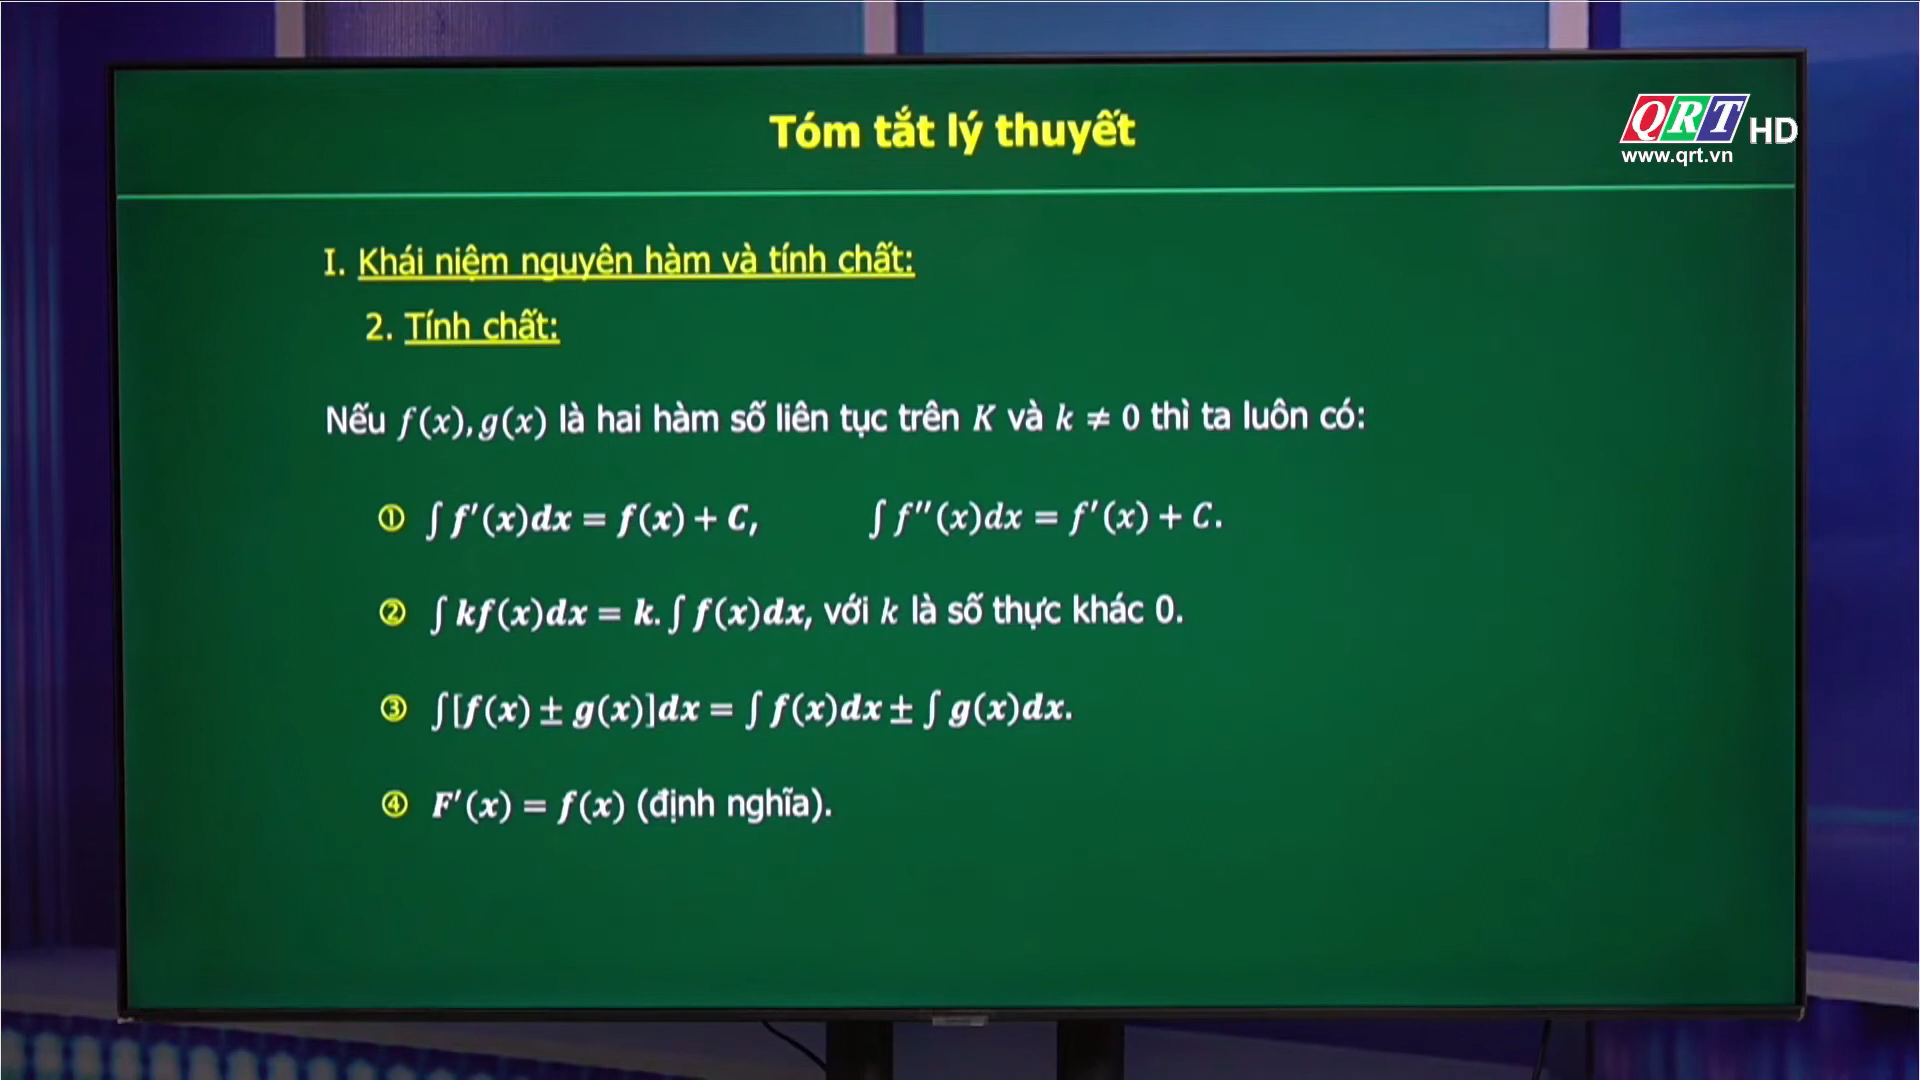 Tóm tắt lý thuyết
QRT HD
www.qrt.vn
I. Khái niệm nguyên hàm và tính chất:
2. Tính chất:
Nếu f(x), g(x) là hai hàm số liên tục trên K và k ≠ 0 thì ta luôn có:
① ∫ f′(x)dx = f(x) + C, ∫ f″(x)dx = f′(x) + C.
② ∫ kf(x)dx = k. ∫ f(x)dx, với k là số thực khác 0.
③ ∫[f(x) ± g(x)]dx = ∫ f(x)dx ± ∫ g(x)dx.
④ F′(x) = f(x) (định nghĩa).